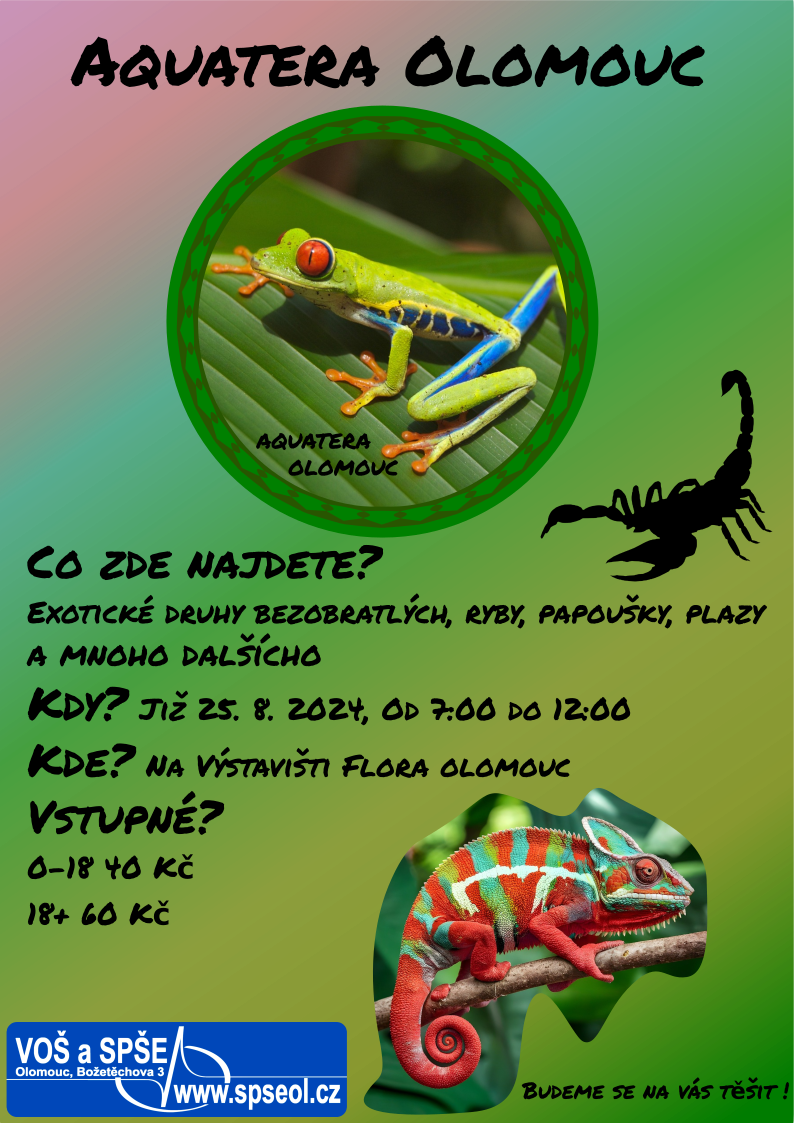 Aquatera Olomouc
AQUATERA
OLOMOUC
Co zde najdete?
Exotické druhy bezobratlých, ryby, papoušky, plazy
a mnoho dalšícho
Kdy? Již 25. 8. 2024, od 7:00 do 12:00
Kde? Na Výstavišti Flora olomouc
Vstupné?
0-18 40 Kč
18+ 60 Kč
VOŠ a SPŠE
Olomouc, Božetěchova 3
www.spseol.cz
Budeme se na vás těšit !